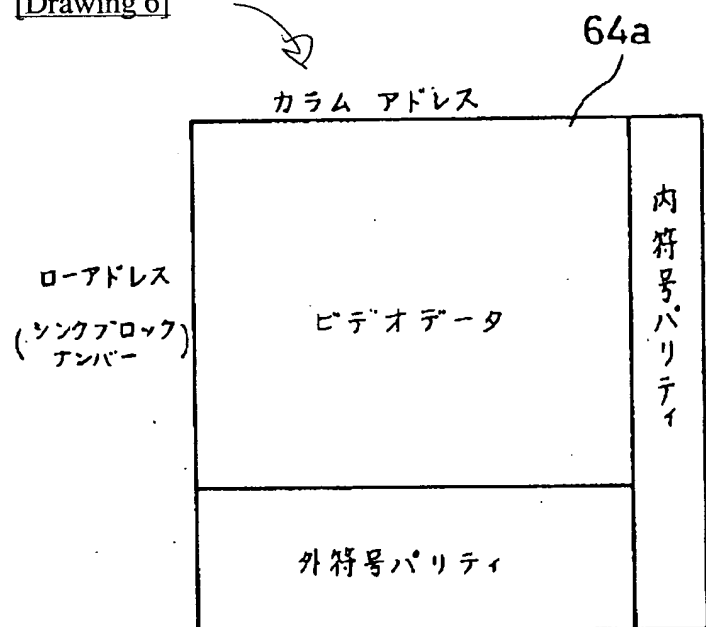 [Drawing 6]
64a
カラム アドレス
内符号パリティ
ローアドレス
(シンクブロック
ナンバー)
ビデオデータ
外符号パリティ